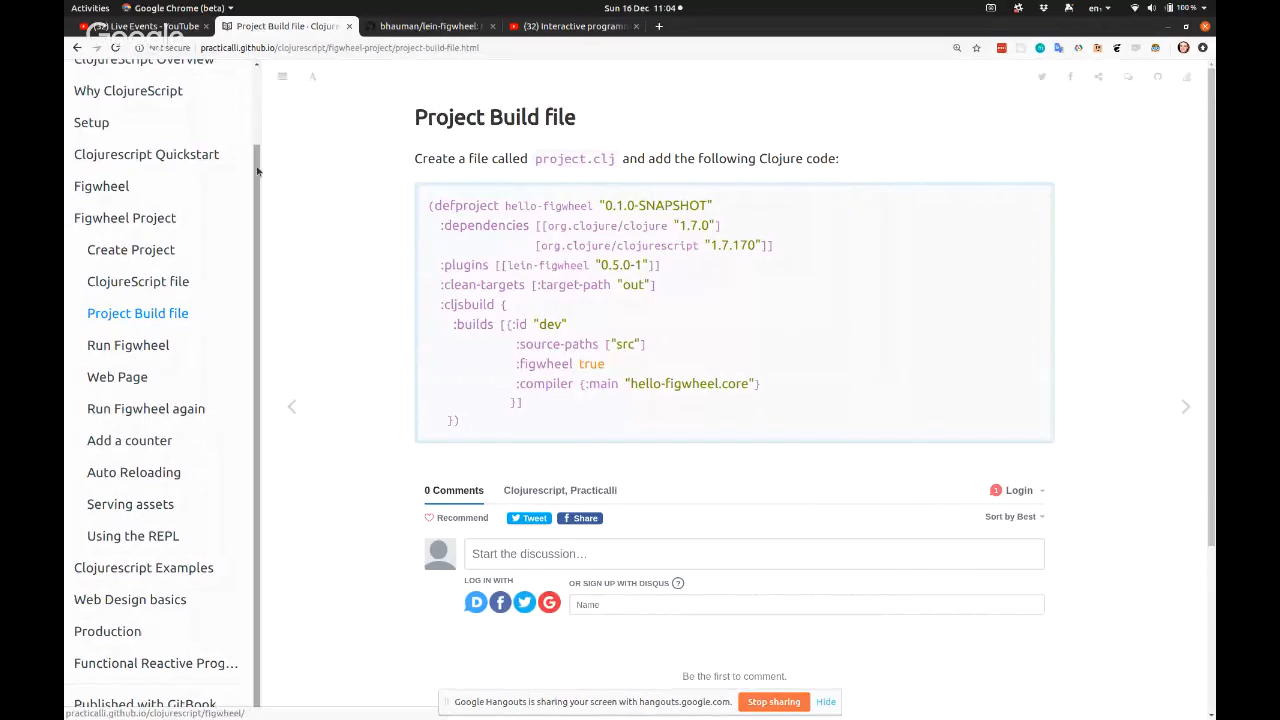 Activities
Google Chrome (beta)
Sun 16 Dec 11:04
en
100 %
(32) Live Events - YouTube
Project Build file · Clojure
bhauman/lein-figwheel:
(32) Interactive programm
Google
Not secure
practicalli.github.io/clojurescript/figwheel-project/project-build-file.html
ClojureScript Overview
Why ClojureScript
Setup
Clojurescript Quickstart
Figwheel
Figwheel Project
Create Project
ClojureScript file
Project Build file
Run Figwheel
Web Page
Run Figwheel again
Add a counter
Auto Reloading
Serving assets
Using the REPL
Clojurescript Examples
Web Design basics
Production
Functional Reactive Prog...
Published with GitBook
practicalli.github.io/clojurescript/figwheel/
A
Project Build file
Create a file called project.clj and add the following Clojure code:
(defproject hello-figwheel "0.1.0-SNAPSHOT"
:dependencies [[org.clojure/clojure "1.7.0"]
[org.clojure/clojurescript "1.7.170"]]
:plugins [[lein-figwheel "0.5.0-1"]]
:clean-targets [:target-path "out"]
:cljsbuild {
:builds [{:id "dev"
:source-paths ["src"]
:figwheel true
:compiler {:main "hello-figwheel.core"}
}]
})
0 Comments
Clojurescript, Practicalli
1 Login
Recommend
Tweet
Share
Sort by Best
Start the discussion...
LOG IN WITH
OR SIGN UP WITH DISQUS ?
D
f
G
Name
Be the first to comment.
Google Hangouts is sharing your screen with hangouts.google.com.
Stop sharing
Hide